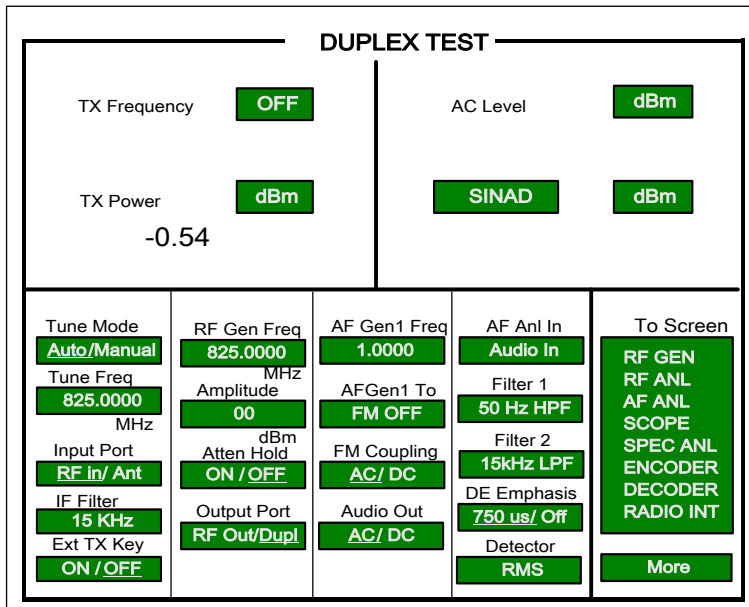 DUPLEX TEST
TX Frequency
OFF
TX Power
dBm
-0.54
AC Level
dBm
SINAD
dBm
Tune Mode
Auto/Manual
Tune Freq
825.0000
MHz
Input Port
RF in/ Ant
IF Filter
15 KHz
Ext TX Key
ON / OFF
RF Gen Freq
825.0000
MHz
Amplitude
00
dBm
Atten Hold
ON / OFF
Output Port
RF Out/Dupl
AF Gen1 Freq
1.0000
AFGen1 To
FM OFF
FM Coupling
AC/ DC
Audio Out
AC/ DC
AF Anl In
Audio In
Filter 1
50 Hz HPF
Filter 2
15kHz LPF
DE Emphasis
750 us/ Off
Detector
RMS
To Screen
RF GEN
RF ANL
AF ANL
SCOPE
SPEC ANL
ENCODER
DECODER
RADIO INT
More